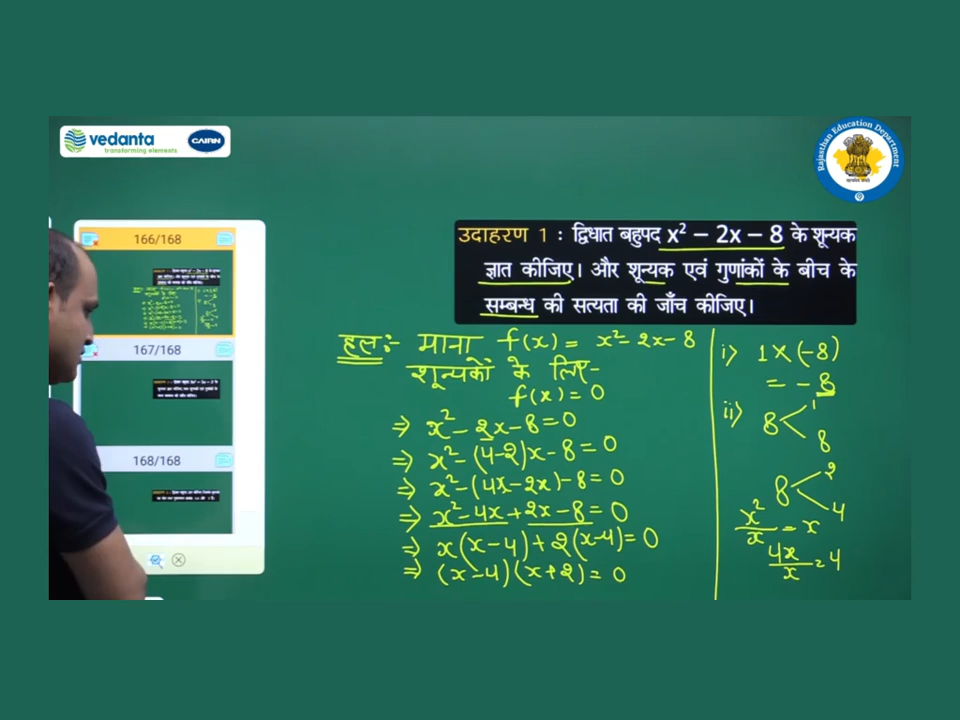 vedanta
transforming elements
CAIRN
Rajasthan Education Department
166/168
167/168
168/168
उदाहरण 1 : द्विघात बहुपद x² – 2x – 8 के शून्यक
ज्ञात कीजिए। और शून्यक एवं गुणांकों के बीच के
सम्बन्ध की सत्यता की जाँच कीजिए।
हल:- माना f(x) = x² - 2x - 8
शून्यकों के लिए-
f(x) = 0
⇒ x² - 2x - 8 = 0
⇒ x² - (4-2)x - 8 = 0
⇒ x² - (4x - 2x) - 8 = 0
⇒ x² - 4x + 2x - 8 = 0
⇒ x(x-4) + 2(x-4) = 0
⇒ (x-4)(x+2) = 0
i) 1 × (-8)
= - 8
ii) 8 < 1
8
8 < 2
4
x²/x = x
4x/x = 4